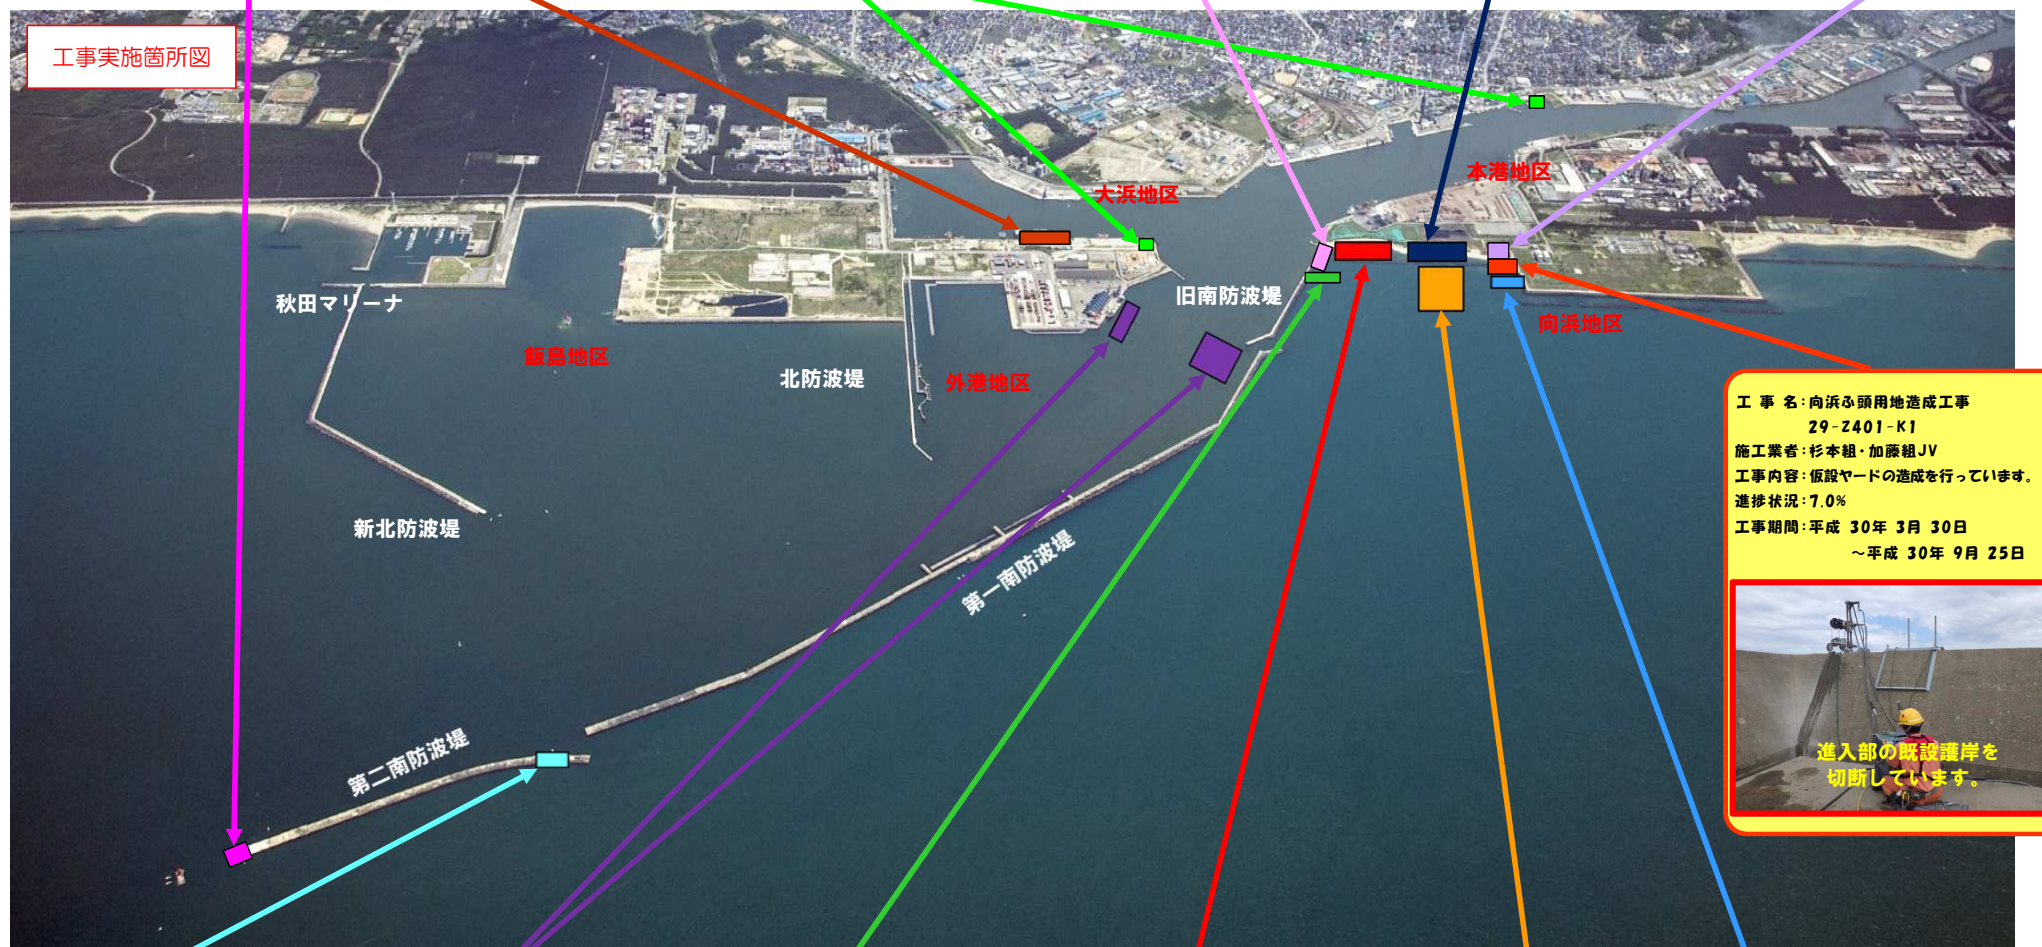 工事実施箇所図
本港地区
大浜地区
旧南防波堤
秋田マリーナ
向浜地区
飯島地区
北防波堤
外港地区
新北防波堤
第一南防波堤
第二南防波堤
工 事 名：向浜ふ頭用地造成工事
29-Z401-K1
施工業者：杉本組・加藤組JV
工事内容：仮設ヤードの造成を行っています。
進捗状況：7.0%
工事期間：平成 30年 3月 30日
～平成 30年 9月 25日
進入部の既設護岸を
切断しています。